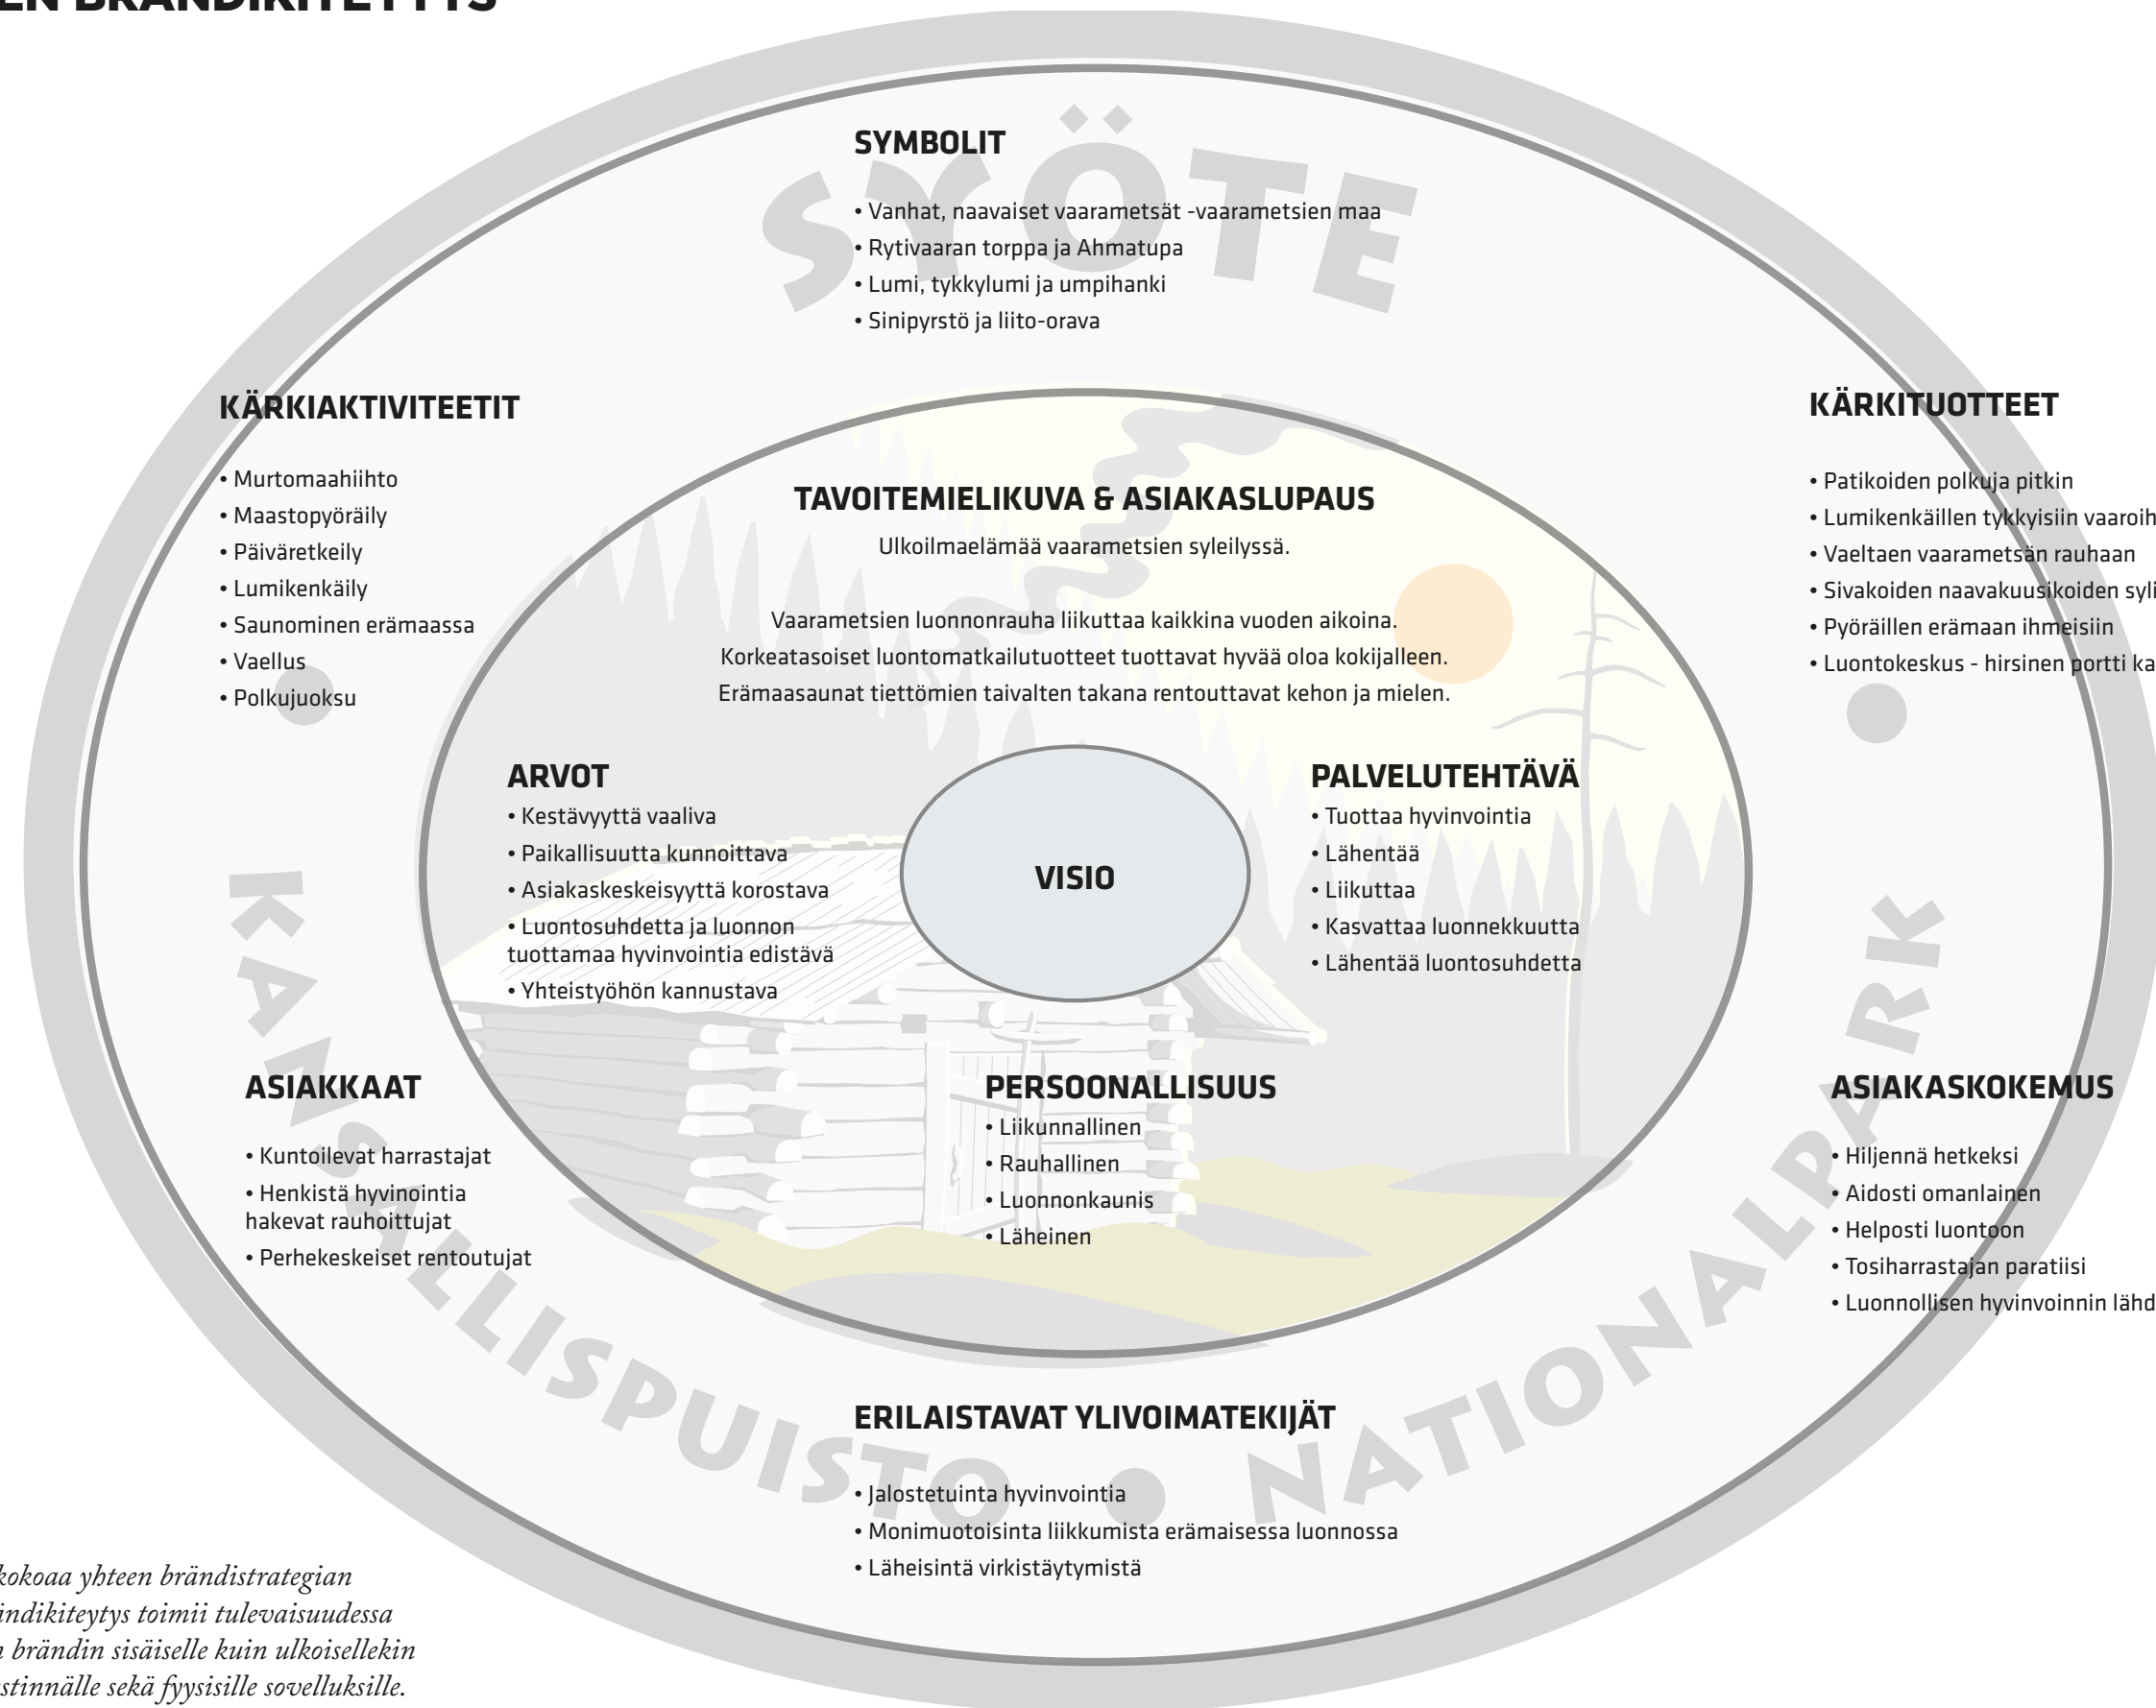 EN BRÄNDIKITEYTYS
SYÖTE
SYMBOLIT
• Vanhat, naavaiset vaarametsät -vaarametsien maa
• Rytivaaran torppa ja Ahmatupa
• Lumi, tykkylumi ja umpihanki
• Sinipyrstö ja liito-orava
KÄRKIAKTIVITEETIT
• Murtomaahiihto
• Maastopyöräily
• Päiväretkeily
• Lumikenkäily
• Saunominen erämaassa
• Vaellus
• Polkujuoksu
KÄRKITUOTTEET
• Patikoiden polkuja pitkin
• Lumikenkäillen tykkyisiin vaaroih
• Vaeltaen vaarametsän rauhaan
• Sivakoiden naavakuusikoiden syli
• Pyöräillen erämaan ihmeisiin
• Luontokeskus - hirsinen portti ka
TAVOITEMIELIKUVA & ASIAKASLUPAUS
Ulkoilmaelämää vaarametsien syleilyssä.
Vaarametsien luonnonrauha liikuttaa kaikkina vuoden aikoina.
Korkeatasoiset luontomatkailutuotteet tuottavat hyvää oloa kokijalleen.
Erämaasaunat tiettömien taivalten takana rentouttavat kehon ja mielen.
ARVOT
• Kestävyyttä vaaliva
• Paikallisuutta kunnoittava
• Asiakaskeskeisyyttä korostava
• Luontosuhdetta ja luonnon
tuottamaa hyvinvointia edistävä
• Yhteistyöhön kannustava
VISIO
PALVELUTEHTÄVÄ
• Tuottaa hyvinvointia
• Lähentää
• Liikuttaa
• Kasvattaa luonnekkuutta
• Lähentää luontosuhdetta
ASIAKKAAT
• Kuntoilevat harrastajat
• Henkistä hyvinointia
hakevat rauhoittujat
• Perhekeskeiset rentoutujat
PERSOONALLISUUS
• Liikunnallinen
• Rauhallinen
• Luonnonkaunis
• Läheinen
ASIAKASKOKEMUS
• Hiljennä hetkeksi
• Aidosti omanlainen
• Helposti luontoon
• Tosiharrastajan paratiisi
• Luonnollisen hyvinvoinnin lähd
KANSALLISPUISTO • NATIONALPARK
ERILAISTAVAT YLIVOIMATEKIJÄT
• Jalostetuinta hyvinvointia
• Monimuotoisinta liikkumista erämaisessa luonnossa
• Läheisintä virkistäytymistä
kokoaa yhteen brändistrategian
ändikiteytys toimii tulevaisuudessa
n brändin sisäiselle kuin ulkoisellekin
stinnälle sekä fyysisille sovelluksille.